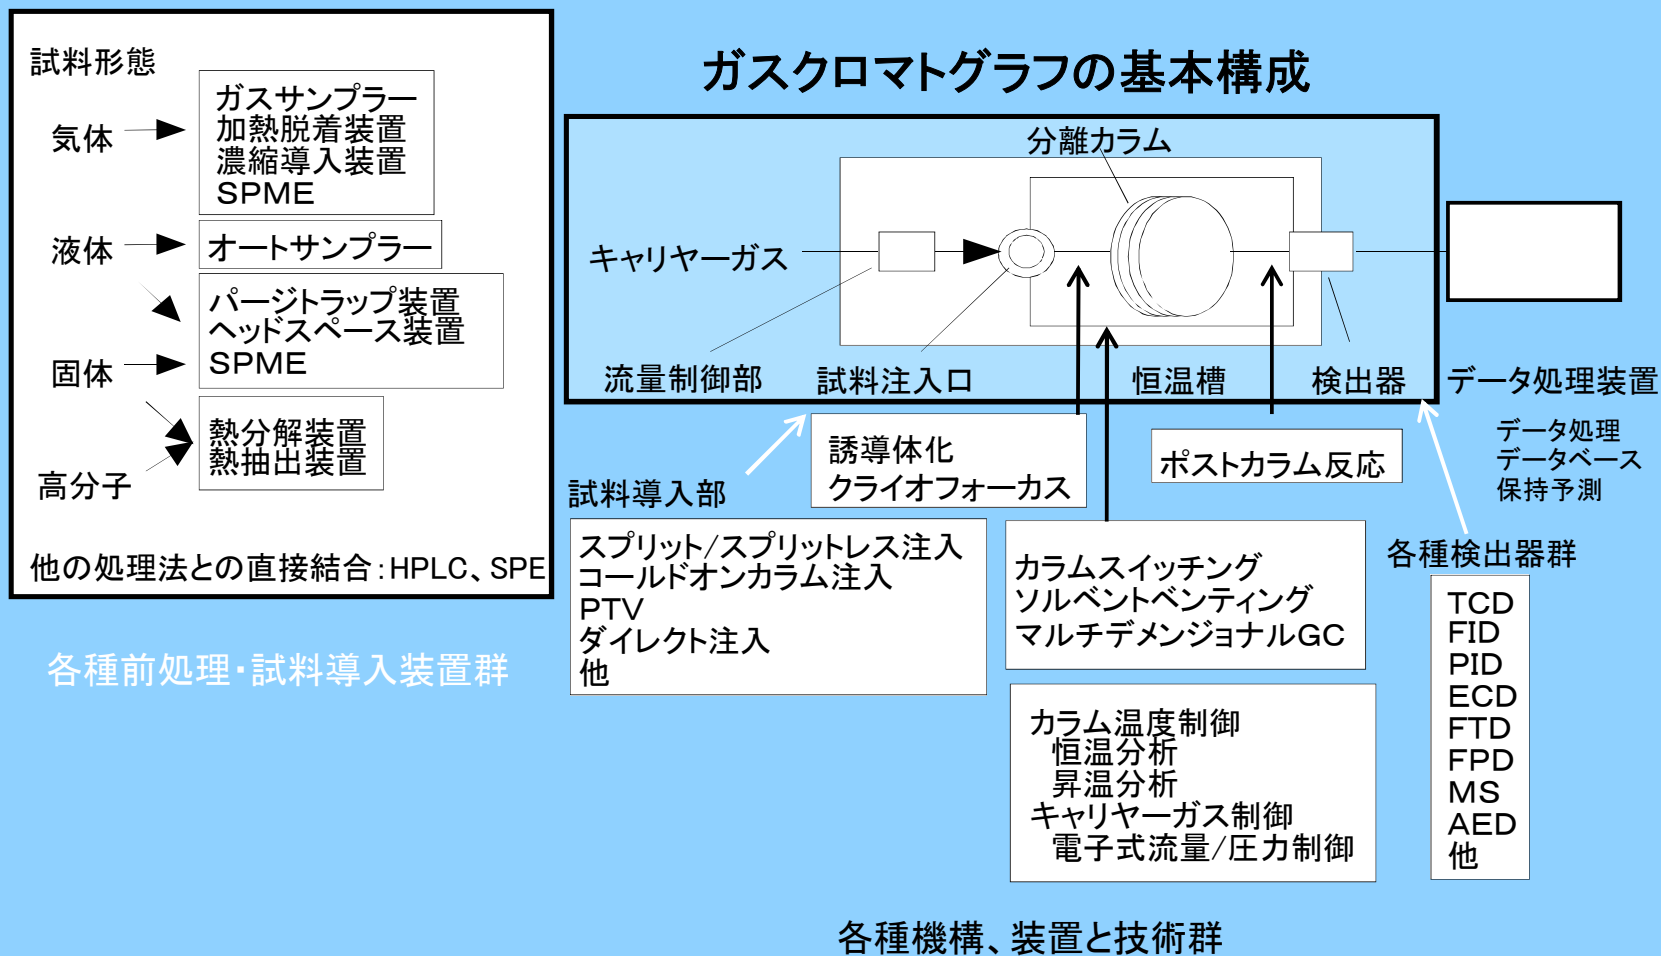 ガスクロマトグラフの基本構成
試料形態
気体
ガスサンプラー
加熱脱着装置
濃縮導入装置
SPME
液体
オートサンプラー
パージトラップ装置
ヘッドスペース装置
SPME
固体
熱分解装置
熱抽出装置
高分子
他の処理法との直接結合:HPLC、SPE
各種前処理・試料導入装置群
分離カラム
キャリヤーガス
流量制御部
試料注入口
恒温槽
検出器
データ処理装置
データ処理
データベース
保持予測
誘導体化
クライオフォーカス
ポストカラム反応
試料導入部
スプリット/スプリットレス注入
コールドオンカラム注入
PTV
ダイレクト注入
他
カラムスイッチング
ソルベントベンティング
マルチデメンジョナルGC
カラム温度制御
恒温分析
昇温分析
キャリヤーガス制御
電子式流量/圧力制御
各種検出器群
TCD
FID
PID
ECD
FTD
FPD
MS
AED
他
各種機構、装置と技術群